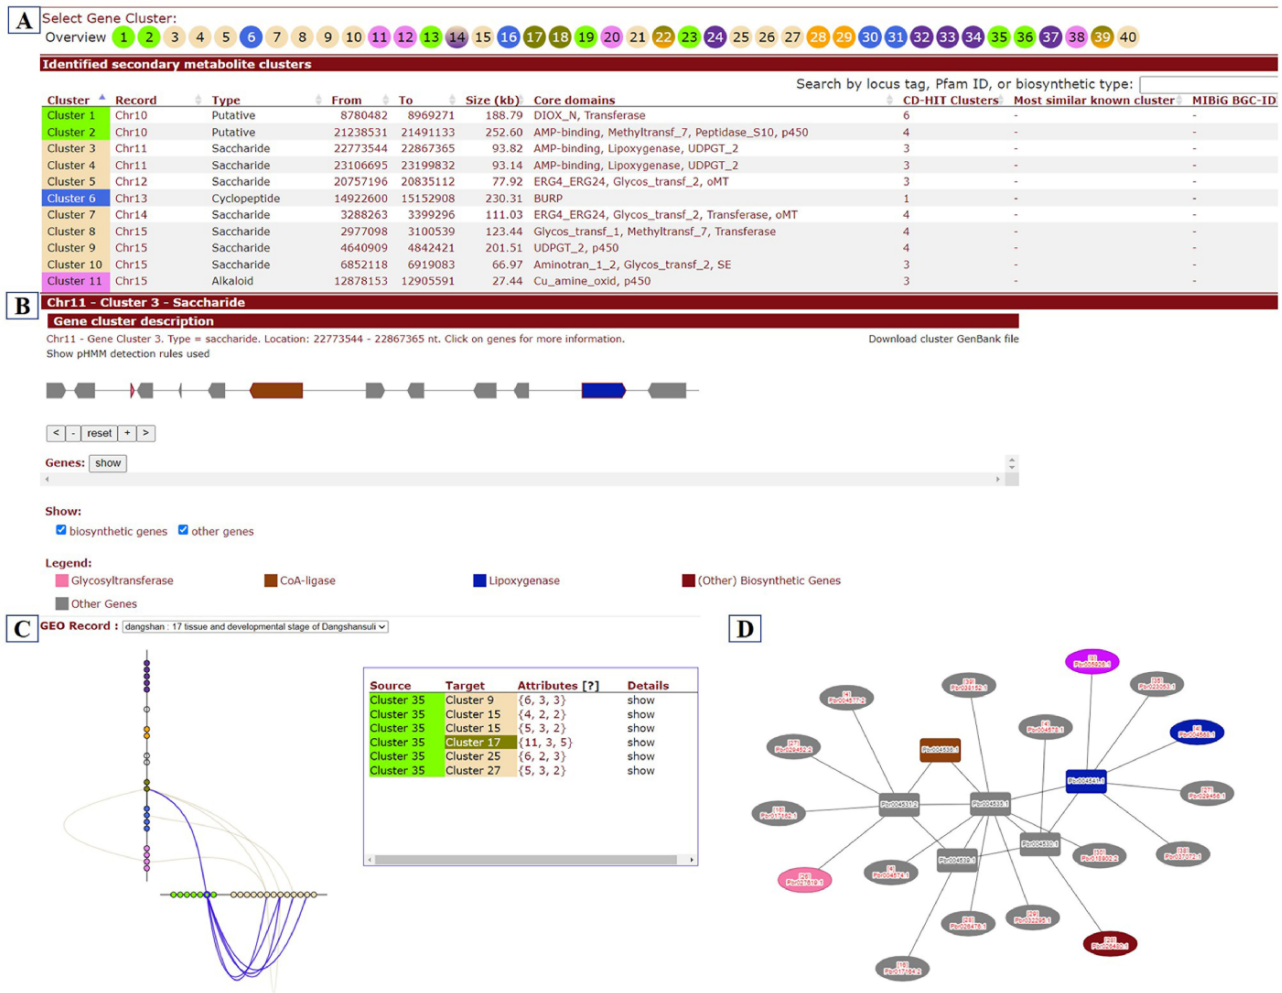 A
Select Gene Cluster:
Overview 1 2 3 4 5 6 7 8 9 10 11 12 13 14 15 16 17 18 19 20 21 22 23 24 25 26 27 28 29 30 31 32 33 34 35 36 37 38 39 40
Identified secondary metabolite clusters
Search by locus tag, Pfam ID, or biosynthetic type:
Cluster Record Type From To Size (kb) Core domains CD-HIT Clusters Most similar known cluster MIBiG BGC-ID
Cluster 1 Chr10 Putative 8780482 8969271 188.79 DIOX_N, Transferase 6 - -
Cluster 2 Chr10 Putative 21238531 21491133 252.60 AMP-binding, Methyltransf_7, Peptidase_S10, p450 4 - -
Cluster 3 Chr11 Saccharide 22773544 22867365 93.82 AMP-binding, Lipoxygenase, UDPGT_2 3 - -
Cluster 4 Chr11 Saccharide 23106695 23199832 93.14 AMP-binding, Lipoxygenase, UDPGT_2 3 - -
Cluster 5 Chr12 Saccharide 20757196 20835112 77.92 ERG4_ERG24, Glycos_transf_2, oMT 3 - -
Cluster 6 Chr13 Cyclopeptide 14922600 15152908 230.31 BURP 1 - -
Cluster 7 Chr14 Saccharide 3288263 3399296 111.03 ERG4_ERG24, Glycos_transf_2, Transferase, oMT 4 - -
Cluster 8 Chr15 Saccharide 2977098 3100539 123.44 Glycos_transf_1, Methyltransf_7, Transferase 4 - -
Cluster 9 Chr15 Saccharide 4640909 4842421 201.51 UDPGT_2, p450 4 - -
Cluster 10 Chr15 Saccharide 6852118 6919083 66.97 Aminotran_1_2, Glycos_transf_2, SE 3 - -
Cluster 11 Chr15 Alkaloid 12878153 12905591 27.44 Cu_amine_oxid, p450 3 - -
B
Chr11 - Cluster 3 - Saccharide
Gene cluster description
Chr11 - Gene Cluster 3. Type = saccharide. Location: 22773544 - 22867365 nt. Click on genes for more information. Download cluster GenBank file
Show pHMM detection rules used
< - reset + >
Genes: show
Show:
biosynthetic genes other genes
Legend:
Glycosyltransferase CoA-ligase Lipoxygenase (Other) Biosynthetic Genes
Other Genes
C
GEO Record : dangshan : 17 tissue and developmental stage of Dangshansuli
Source Target Attributes [?] Details
Cluster 35 Cluster 9 {6, 3, 3} show
Cluster 35 Cluster 15 {4, 2, 2} show
Cluster 35 Cluster 15 {5, 3, 2} show
Cluster 35 Cluster 17 {11, 3, 5} show
Cluster 35 Cluster 25 {6, 2, 3} show
Cluster 35 Cluster 27 {5, 3, 2} show
D